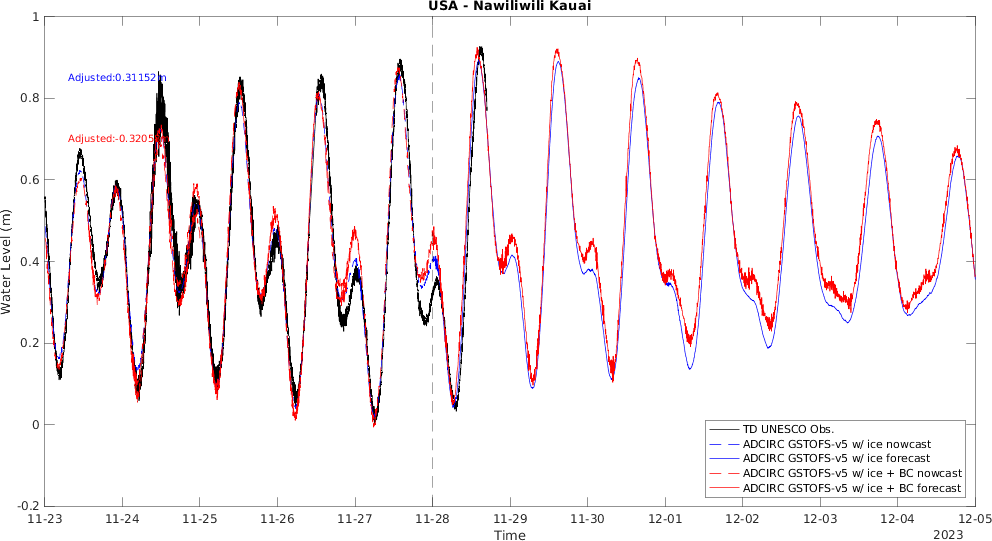 USA - Nawiliwili Kauai
1
0.8
0.6
0.4
0.2
0
-0.2
Water Level (m)
Adjusted:0.31152m
Adjusted:-0.3205
TD UNESCO Obs.
ADCIRC GSTOFS-v5 w/ ice nowcast
ADCIRC GSTOFS-v5 w/ ice forecast
ADCIRC GSTOFS-v5 w/ ice + BC nowcast
ADCIRC GSTOFS-v5 w/ ice + BC forecast
11-23 11-24 11-25 11-26 11-27 11-28 11-29 11-30 12-01 12-02 12-03 12-04 12-05
Time
2023